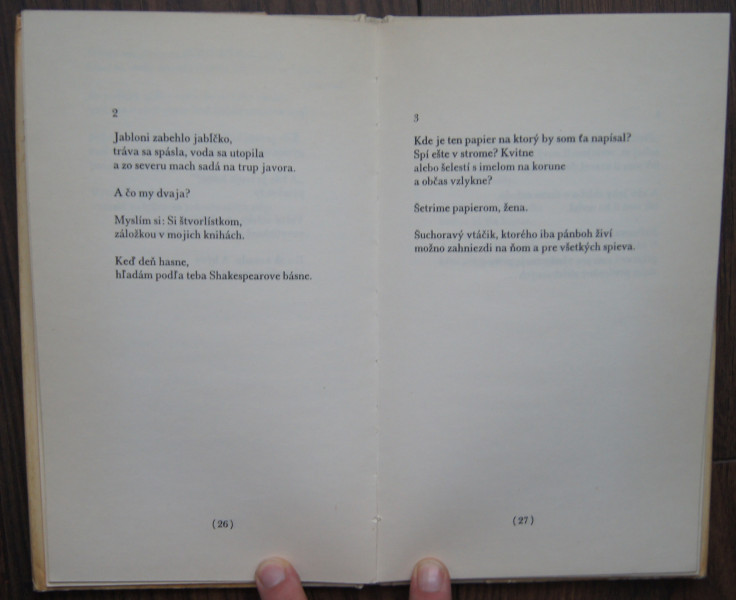 2
Jabloni zabehlo jabĺčko,
tráva sa spásla, voda sa utopila
a zo severu mach sadá na trup javora.
A čo my dvaja?
Myslím si: Si štvorlístkom,
záložkou v mojich knihách.
Keď deň hasne,
hľadám podľa teba Shakespearove básne.
(26)
3
Kde je ten papier na ktorý by som ťa napísal?
Spí ešte v strome? Kvitne
alebo šelestí s imelom na korune
a občas vzlykne?
Šetrime papierom, žena.
Šuchoravý vtáčik, ktorého iba pánboh živí
možno zahniezdi na ňom a pre všetkých spieva.
(27)